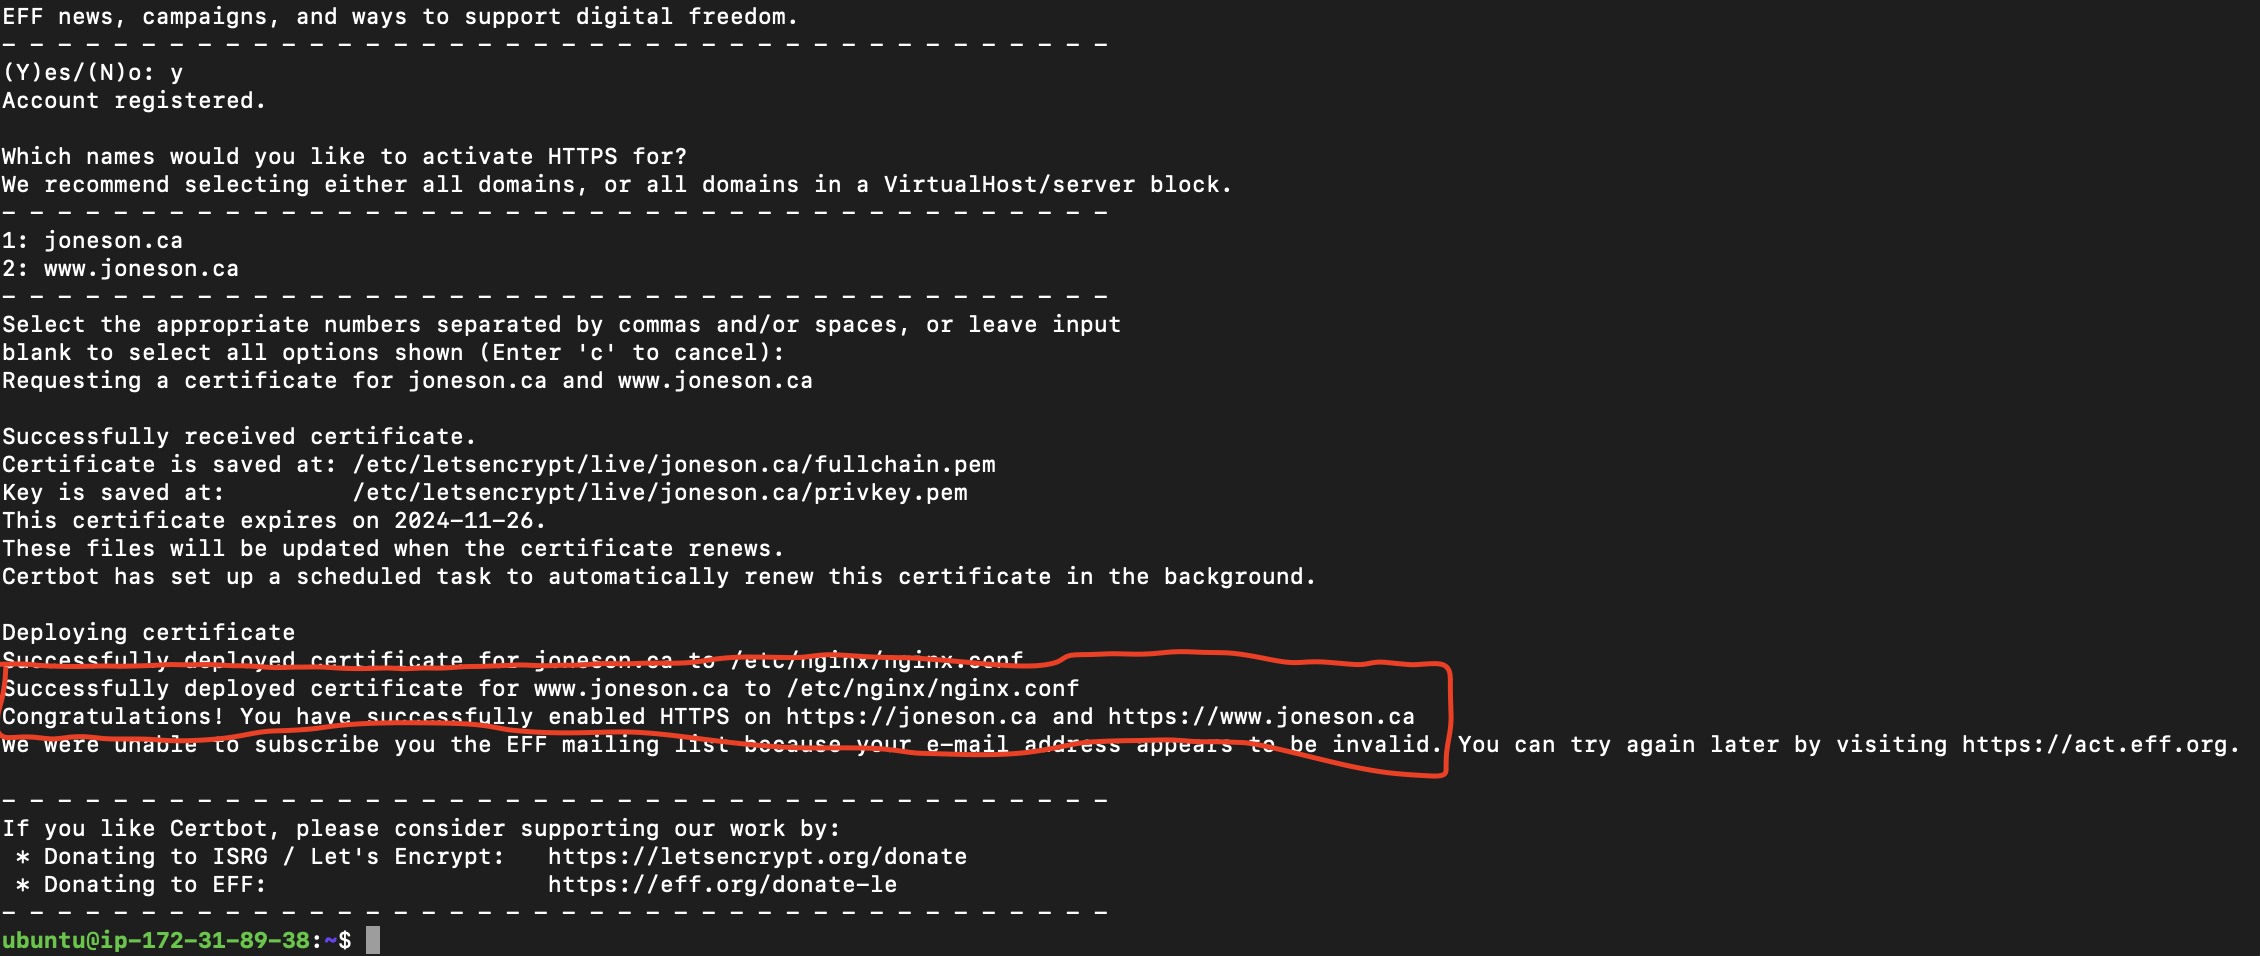 EFF news, campaigns, and ways to support digital freedom.
- - - - - - - - - - - - - - - - - - - - - - - - - - - - - - - - - - - - - - - -
(Y)es/(N)o: y
Account registered.
Which names would you like to activate HTTPS for?
We recommend selecting either all domains, or all domains in a VirtualHost/server block.
- - - - - - - - - - - - - - - - - - - - - - - - - - - - - - - - - - - - - - - -
1: joneson.ca
2: www.joneson.ca
- - - - - - - - - - - - - - - - - - - - - - - - - - - - - - - - - - - - - - - -
Select the appropriate numbers separated by commas and/or spaces, or leave input
blank to select all options shown (Enter 'c' to cancel):
Requesting a certificate for joneson.ca and www.joneson.ca
Successfully received certificate.
Certificate is saved at: /etc/letsencrypt/live/joneson.ca/fullchain.pem
Key is saved at:         /etc/letsencrypt/live/joneson.ca/privkey.pem
This certificate expires on 2024-11-26.
These files will be updated when the certificate renews.
Certbot has set up a scheduled task to automatically renew this certificate in the background.
Deploying certificate
Successfully deployed certificate for joneson.ca to /etc/nginx/nginx.conf
Successfully deployed certificate for www.joneson.ca to /etc/nginx/nginx.conf
Congratulations! You have successfully enabled HTTPS on https://joneson.ca and https://www.joneson.ca
We were unable to subscribe you the EFF mailing list because your e-mail address appears to be invalid. You can try again later by visiting https://act.eff.org.
- - - - - - - - - - - - - - - - - - - - - - - - - - - - - - - - - - - - - - - -
If you like Certbot, please consider supporting our work by:
 * Donating to ISRG / Let's Encrypt:   https://letsencrypt.org/donate
 * Donating to EFF:                    https://eff.org/donate-le
- - - - - - - - - - - - - - - - - - - - - - - - - - - - - - - - - - - - - - - -
ubuntu@ip-172-31-89-38:~$